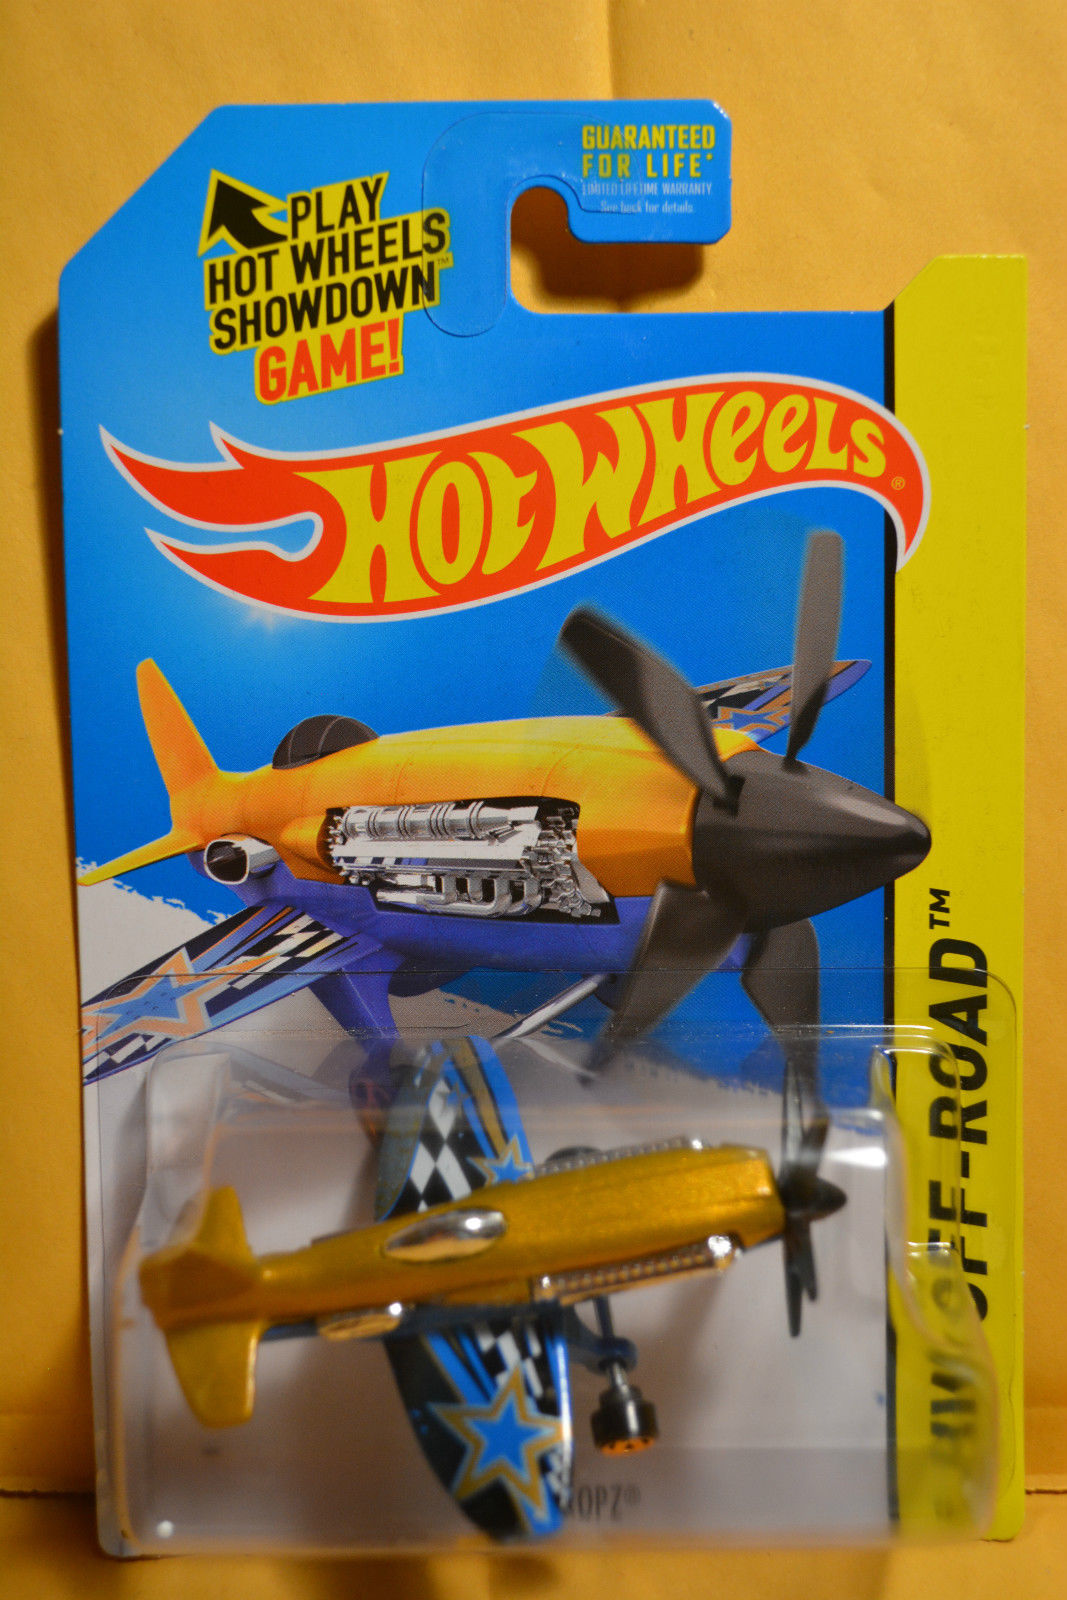 GUARANTEED
FOR LIFE*
LIMITED LIFETIME WARRANTY
See back for details.
PLAY
HOT WHEELS
SHOWDOWN™
GAME!
HOT WHEELS®
HW OFF-ROAD™